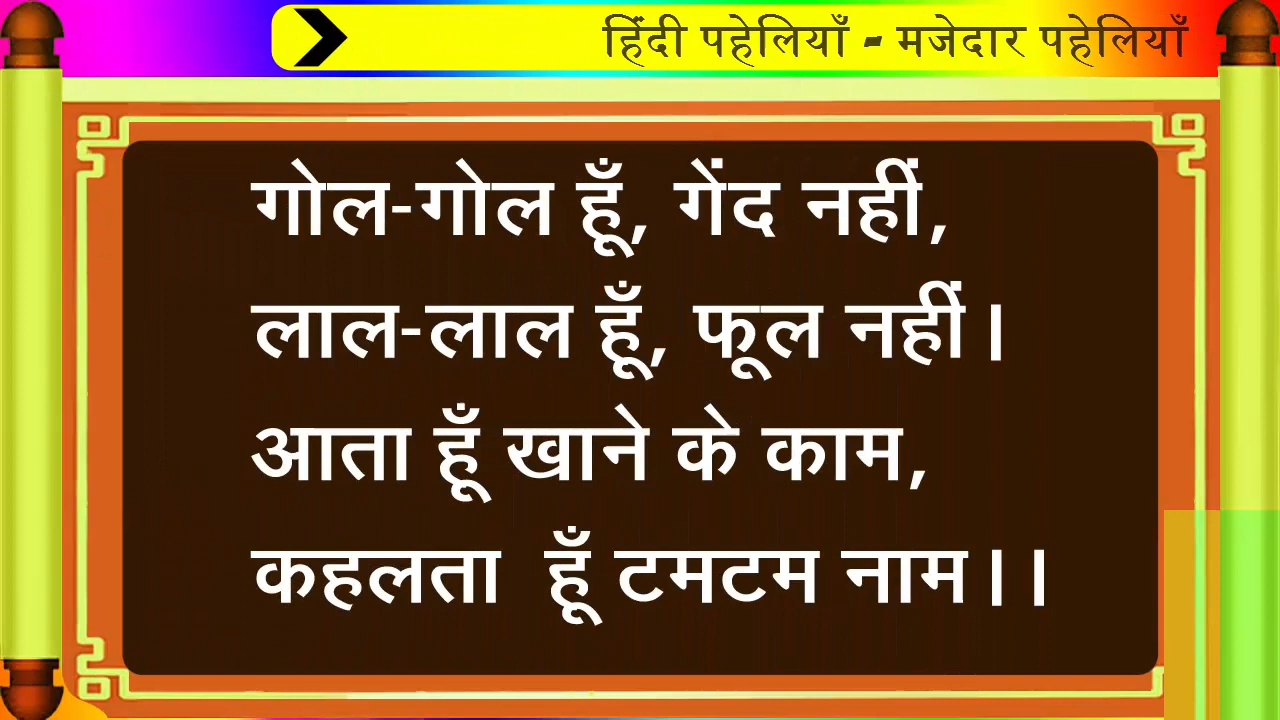 हिंदी पहेलियाँ - मजेदार पहेलियाँ
गोल-गोल हूँ, गेंद नहीं,
लाल-लाल हूँ, फूल नहीं।
आता हूँ खाने के काम,
कहलता हूँ टमटम नाम।।